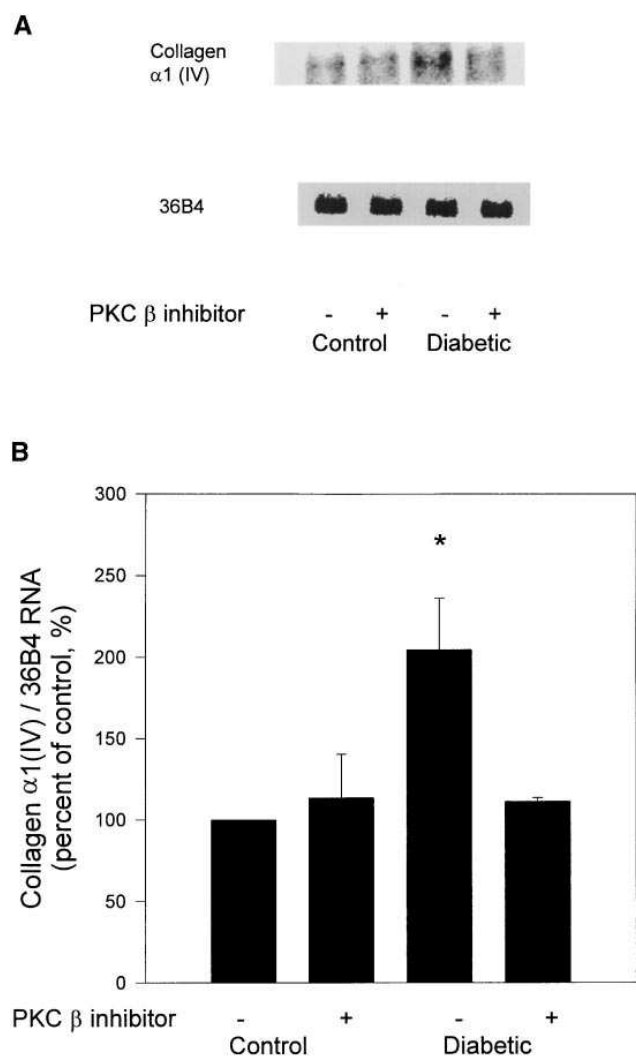 A
Collagen
α1 (IV)
36B4
PKC β inhibitor - + - +
Control Diabetic
B
Collagen α1(IV) / 36B4 RNA
(percent of control, %)
300
250
200
150
100
50
0
*
PKC β inhibitor - + - +
Control Diabetic